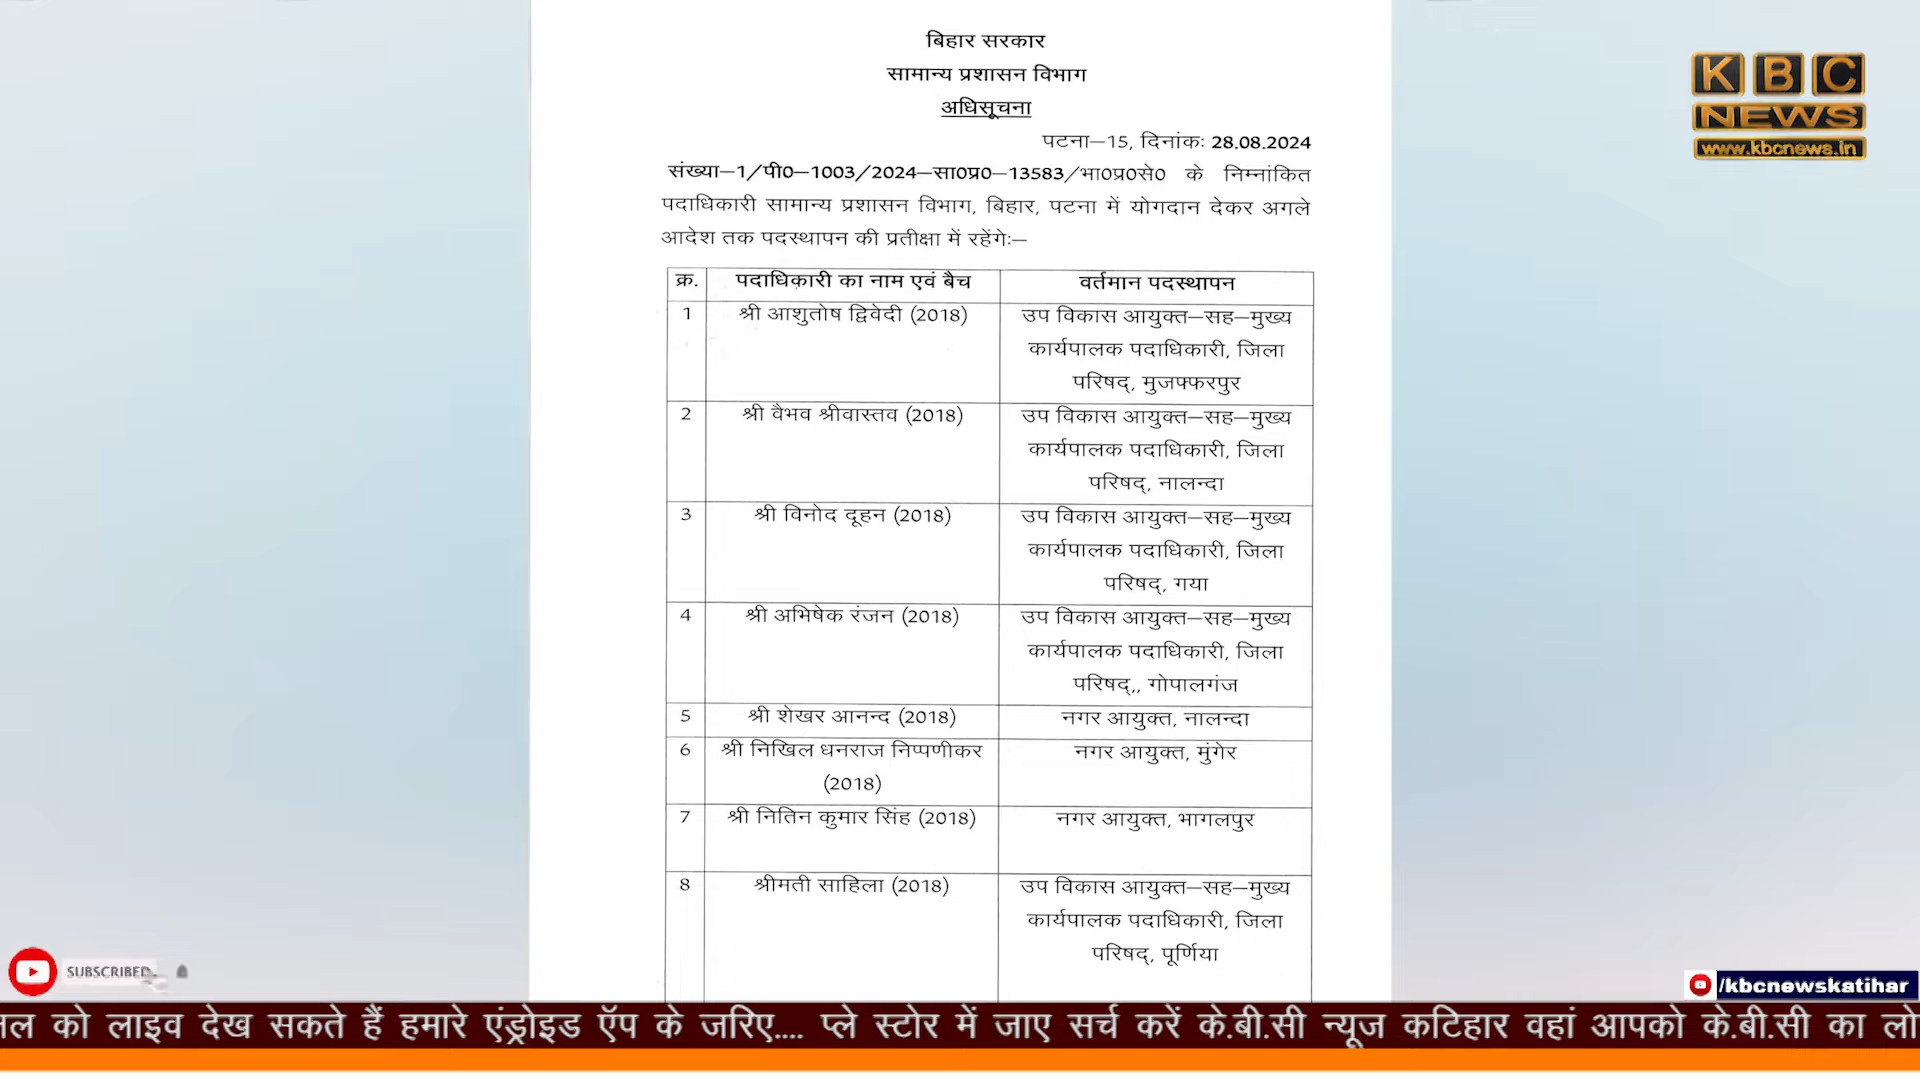 बिहार सरकार
सामान्य प्रशासन विभाग
अधिसूचना
पटना–15, दिनांकः 28.08.2024
संख्या–1/पी0–1003/2024–सा0प्र0–13583/भा0प्र0से0 के निम्नांकित
पदाधिकारी सामान्य प्रशासन विभाग, बिहार, पटना में योगदान देकर अगले
आदेश तक पदस्थापन की प्रतीक्षा में रहेंगेः–
क्र. पदाधिकारी का नाम एवं बैच वर्तमान पदस्थापन
1 श्री आशुतोष द्विवेदी (2018) उप विकास आयुक्त–सह–मुख्य
कार्यपालक पदाधिकारी, जिला
परिषद्, मुजफ्फरपुर
2 श्री वैभव श्रीवास्तव (2018) उप विकास आयुक्त–सह–मुख्य
कार्यपालक पदाधिकारी, जिला
परिषद्, नालन्दा
3 श्री विनोद दूहन (2018) उप विकास आयुक्त–सह–मुख्य
कार्यपालक पदाधिकारी, जिला
परिषद्, गया
4 श्री अभिषेक रंजन (2018) उप विकास आयुक्त–सह–मुख्य
कार्यपालक पदाधिकारी, जिला
परिषद्,, गोपालगंज
5 श्री शेखर आनन्द (2018) नगर आयुक्त, नालन्दा
6 श्री निखिल धनराज निप्पणीकर नगर आयुक्त, मुंगेर
(2018)
7 श्री नितिन कुमार सिंह (2018) नगर आयुक्त, भागलपुर
8 श्रीमती साहिला (2018) उप विकास आयुक्त–सह–मुख्य
कार्यपालक पदाधिकारी, जिला
परिषद्, पूर्णिया
KBC
NEWS
www.kbcnews.in
SUBSCRIBED
/kbcnewskatihar
को लाइव देख सकते हैं हमारे एंड्रोइड ऍप के जरिए.... प्ले स्टोर में जाए सर्च करें के.बी.सी न्यूज कटिहार वहां आपको के.बी.सी का